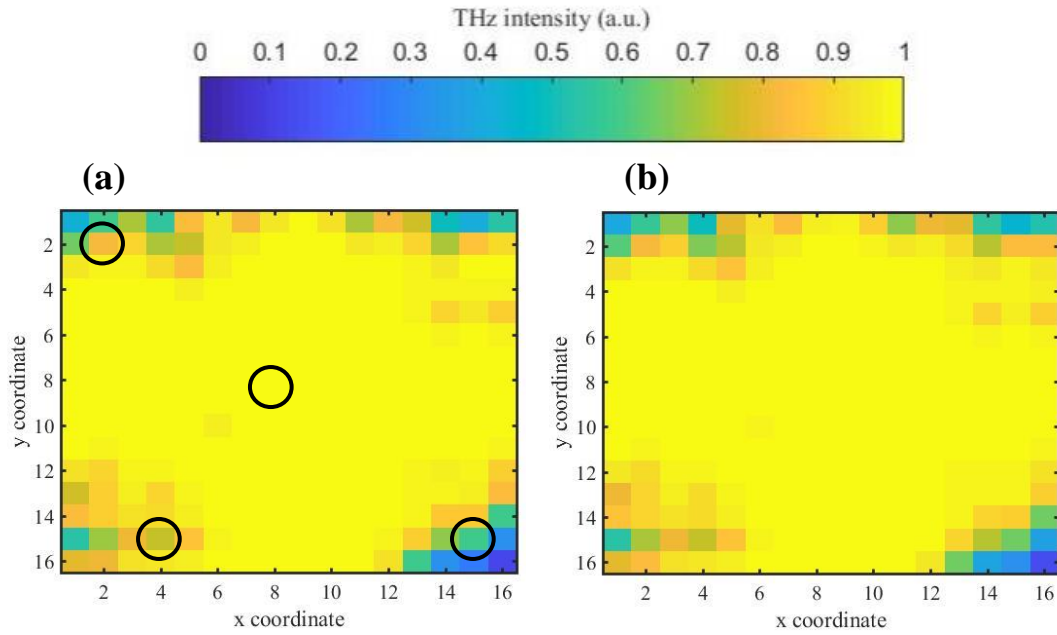 THz intensity (a.u.)
0 0.1 0.2 0.3 0.4 0.5 0.6 0.7 0.8 0.9 1
(a) (b)
2 2
4 4
6 6
8 8
10 10
12 12
14 14
16 16
y coordinate y coordinate
2 4 6 8 10 12 14 16 2 4 6 8 10 12 14 16
x coordinate x coordinate